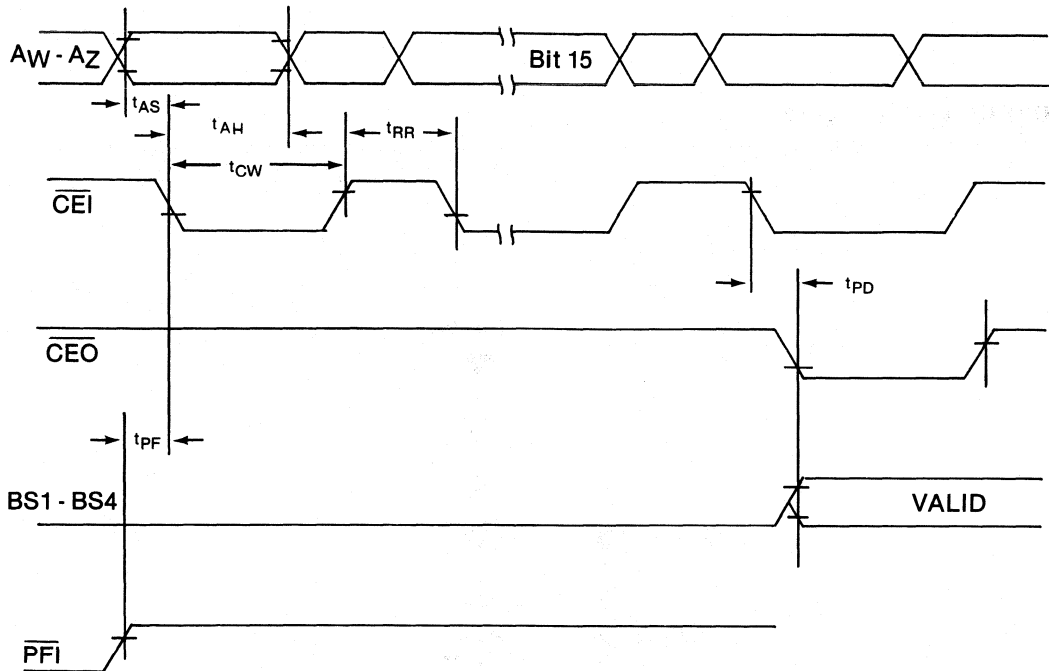 AW - AZ
Bit 15
tAS
tAH
tRR
tCW
CEI
tPD
CEO
tPF
BS1 - BS4
VALID
PFI